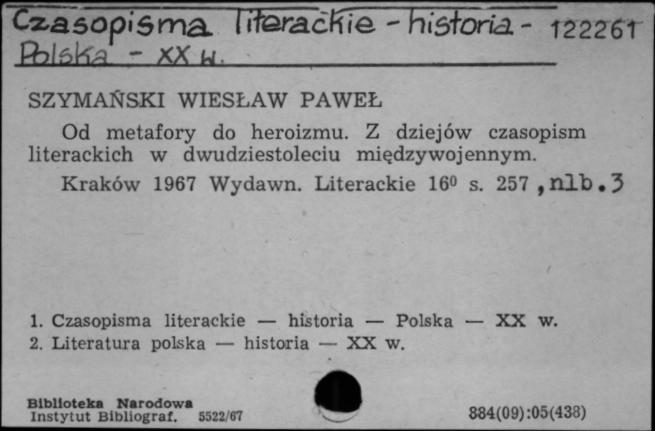 Czasopisma literackie - historia - 122261
Polska - XX w.
SZYMAŃSKI WIESŁAW PAWEŁ
Od metafory do heroizmu. Z dziejów czasopism
literackich w dwudziestoleciu międzywojennym.
Kraków 1967 Wydawn. Literackie 16⁰ s. 257, nlb. 3
1. Czasopisma literackie — historia — Polska — XX w.
2. Literatura polska — historia — XX w.
Biblioteka Narodowa
Instytut Bibliograf. 5522/67
884(09):05(438)